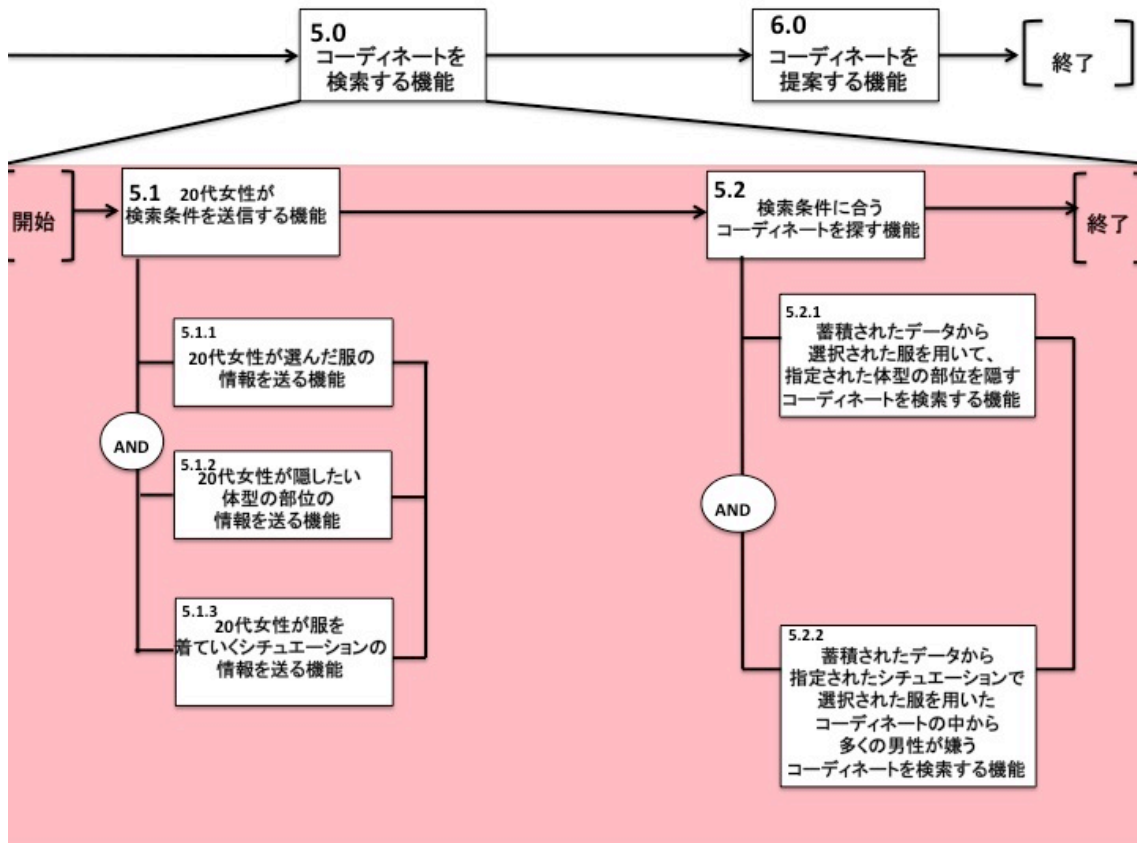 5.0
コーディネートを
検索する機能
6.0
コーディネートを
提案する機能
終了
開始
5.1 20代女性が
検索条件を送信する機能
5.2 検索条件に合う
コーディネートを探す機能
終了
5.1.1
20代女性が選んだ服の
情報を送る機能
AND
5.1.2
20代女性が隠したい
体型の部位の
情報を送る機能
5.1.3
20代女性が服を
着ていくシチュエーションの
情報を送る機能
5.2.1
蓄積されたデータから
選択された服を用いて、
指定された体型の部位を隠す
コーディネートを検索する機能
AND
5.2.2
蓄積されたデータから
指定されたシチュエーションで
選択された服を用いた
コーディネートの中から
多くの男性が嫌う
コーディネートを検索する機能